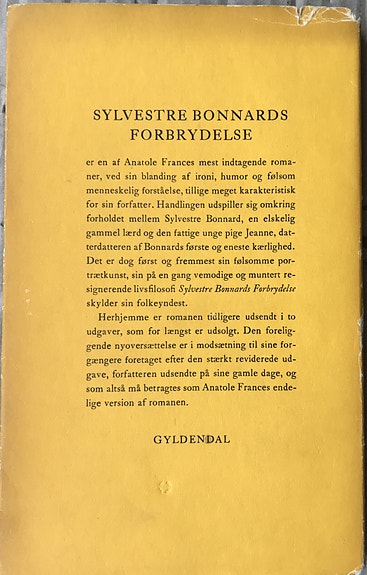 SYLVESTRE BONNARDS
FORBRYDELSE
er en af Anatole Frances mest indtagende roma-
ner, ved sin blanding af ironi, humor og følsom
menneskelig forståelse, tillige meget karakteristisk
for sin forfatter. Handlingen udspiller sig omkring
forholdet mellem Sylvestre Bonnard, en elskelig
gammel lærd og den fattige unge pige Jeanne, dat-
terdatteren af Bonnards første og eneste kærlighed.
Det er dog først og fremmest sin følsomme por-
trætkunst, sin på en gang vemodige og muntert re-
signerende livsfilosofi Sylvestre Bonnards Forbrydelse
skylder sin folkeyndest.
Herhjemme er romanen tidligere udsendt i to
udgaver, som for længst er udsolgt. Den forelig-
gende nyoversættelse er i modsætning til sine for-
gængere foretaget efter den stærkt reviderede ud-
gave, forfatteren udsendte på sine gamle dage, og
som altså må betragtes som Anatole Frances ende-
lige version af romanen.
GYLDENDAL